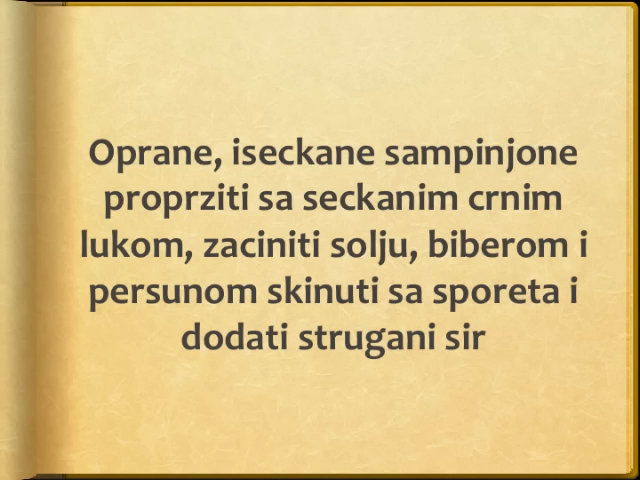 Oprane, iseckane sampinjone
proprziti sa seckanim crnim
lukom, zaciniti solju, biberom i
persunom skinuti sa sporeta i
dodati strugani sir